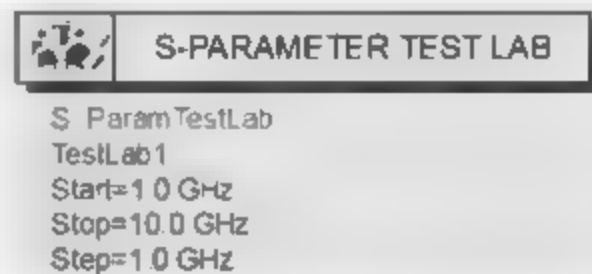 S-PARAMETER TEST LAB
S_ParamTestLab
TestLab1
Start=1.0 GHz
Stop=10.0 GHz
Step=1.0 GHz